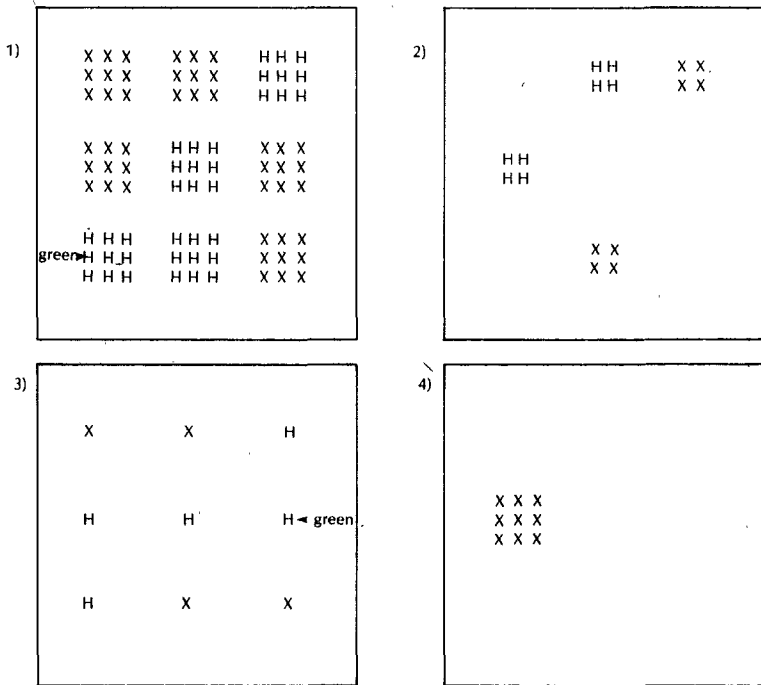 1)
X X X X X X H H H
X X X X X X H H H
X X X X X X H H H
X X X H H H X X X
X X X H H H X X X
X X X H H H X X X
H H H H H H X X X
green H H H H H H X X X
H H H H H H X X X
2)
H H X X
H H X X
H H
H H
X X
X X
3)
X X H
H H H green
H X X
4)
X X X
X X X
X X X